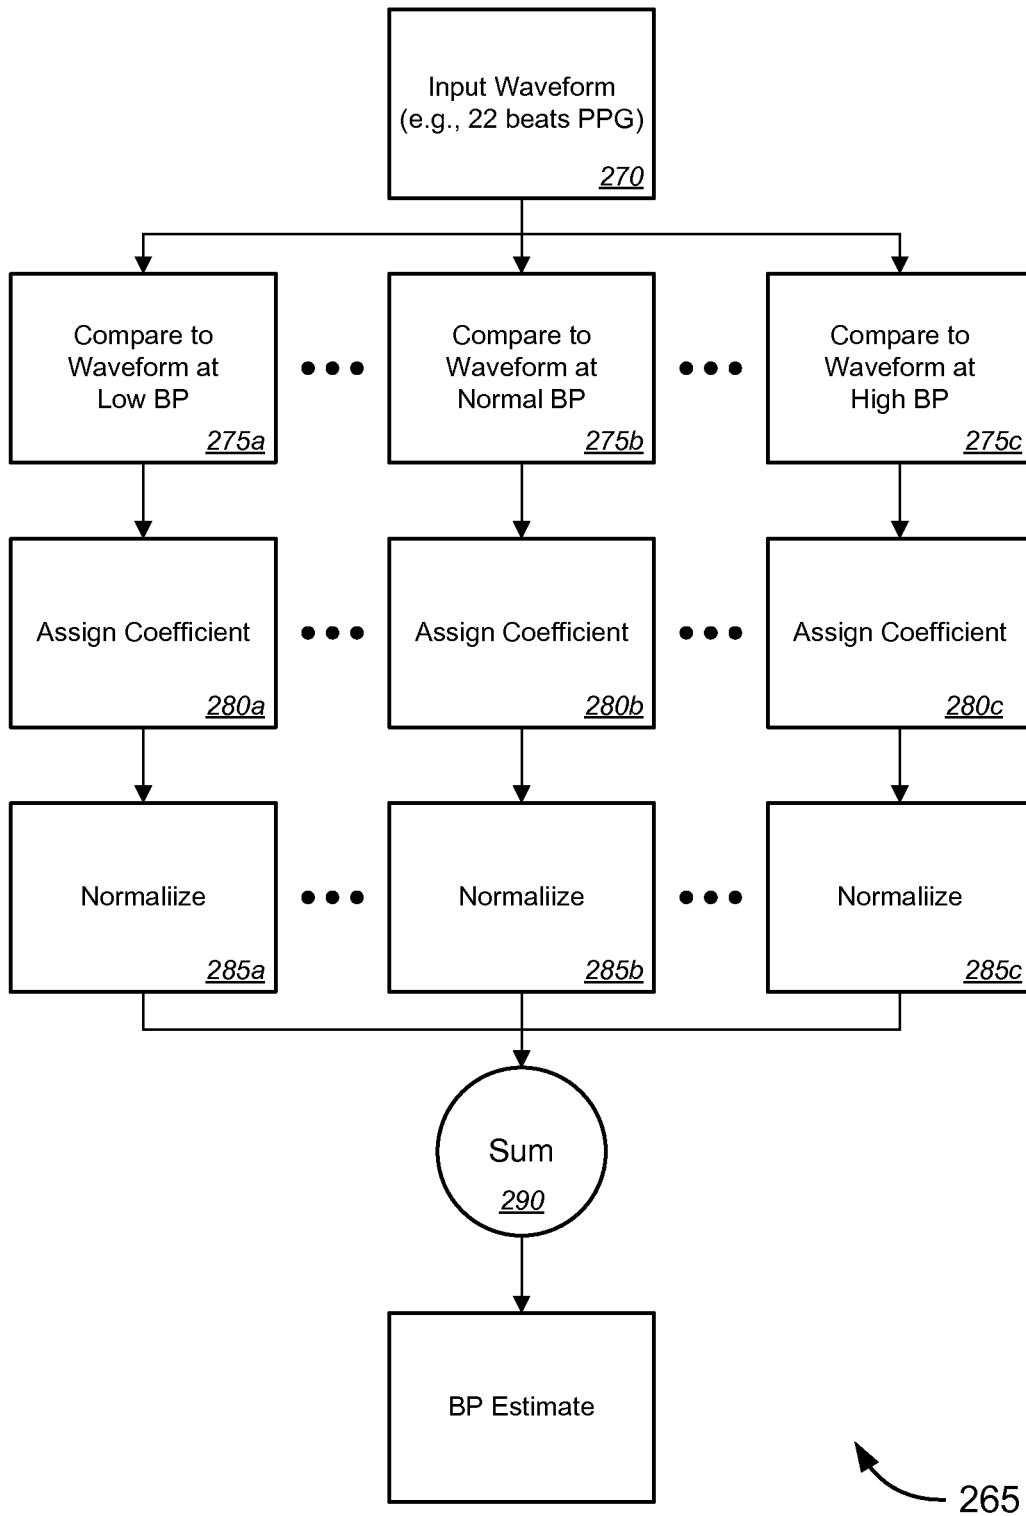 Input Waveform
(e.g., 22 beats PPG)
270
Compare to
Waveform at
Low BP
275a
Compare to
Waveform at
Normal BP
275b
Compare to
Waveform at
High BP
275c
Assign Coefficient
280a
Assign Coefficient
280b
Assign Coefficient
280c
Normaliize
285a
Normaliize
285b
Normaliize
285c
Sum
290
BP Estimate
265